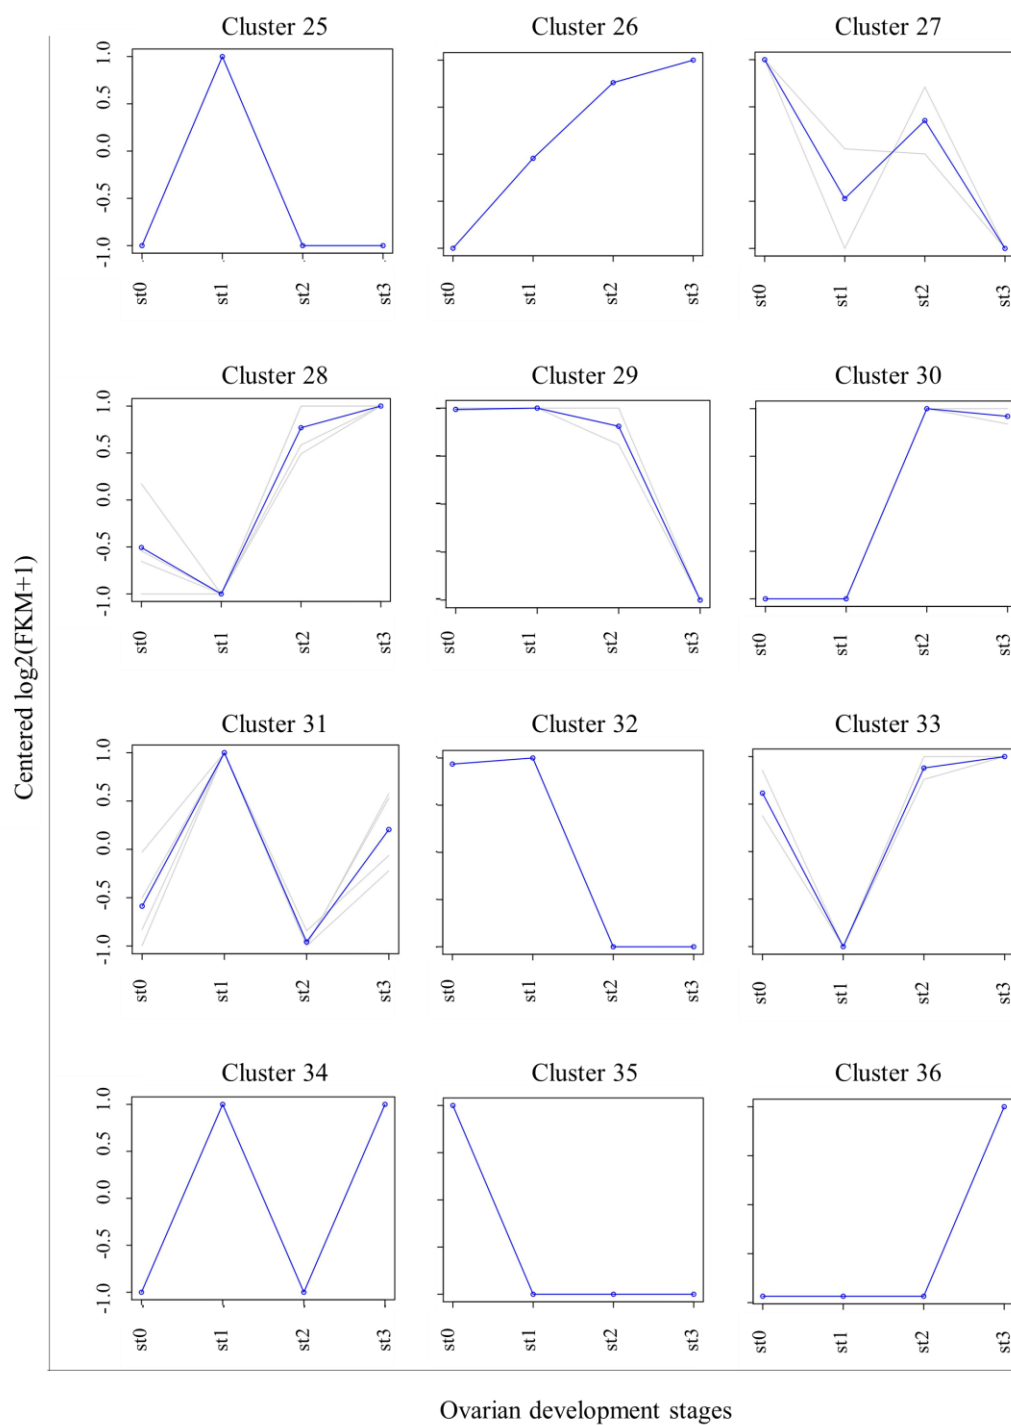 Cluster 25
Cluster 26
Cluster 27
1.0
0.5
0.0
-0.5
-1.0
st0 st1 st2 st3
st0 st1 st2 st3
st0 st1 st2 st3
Cluster 28
Cluster 29
Cluster 30
1.0
0.5
0.0
-0.5
-1.0
st0 st1 st2 st3
st0 st1 st2 st3
st0 st1 st2 st3
Centered log2(FKM+1)
Cluster 31
Cluster 32
Cluster 33
1.0
0.5
0.0
-0.5
-1.0
st0 st1 st2 st3
st0 st1 st2 st3
st0 st1 st2 st3
Cluster 34
Cluster 35
Cluster 36
1.0
0.5
0.0
-0.5
-1.0
st0 st1 st2 st3
st0 st1 st2 st3
st0 st1 st2 st3
Ovarian development stages